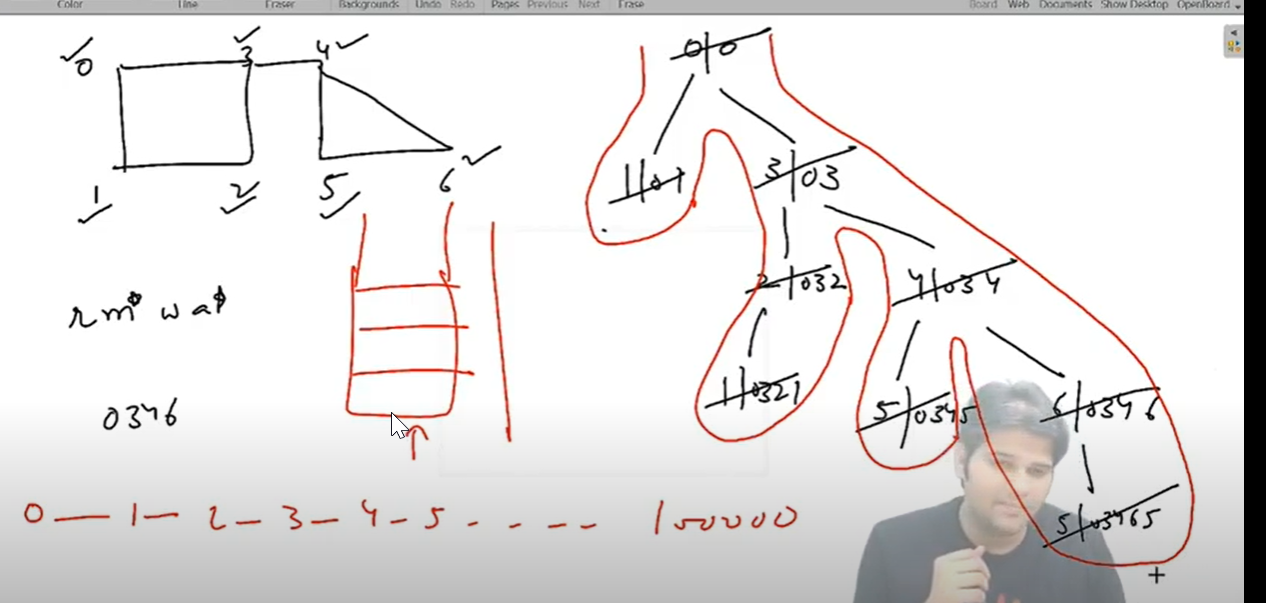 Color Line Eraser Backgrounds Undo Redo Pages Previous Next Erase Board Web Documents Show Desktop OpenBoard
0 3 4
1 2 5 6
r m* w a*
0346
0 — 1 — 2 — 3 — 4 — 5 - - - - 100000
0|0
1|01 3|03
2|032 4|034
1|0321 5|0345 6|0346
5|03465